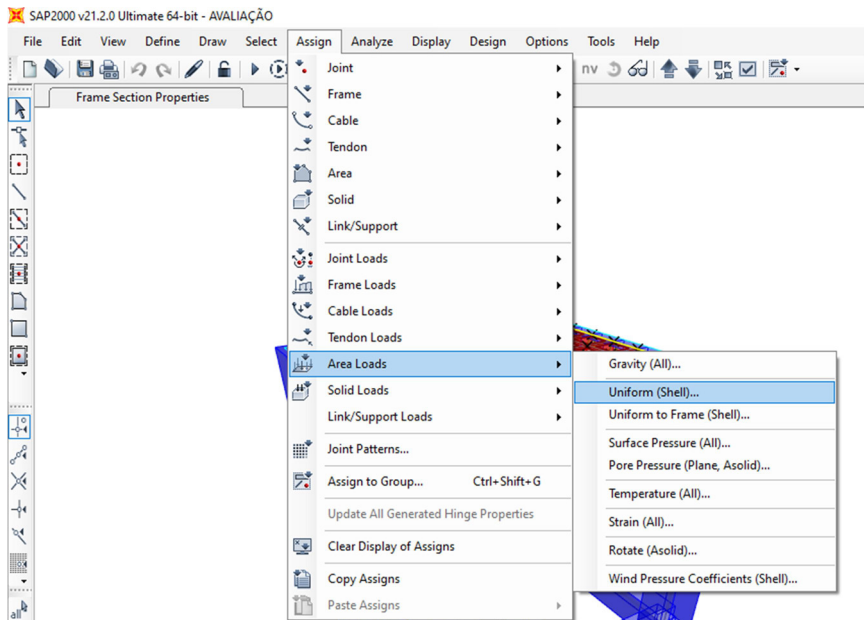 SAP2000 v21.2.0 Ultimate 64-bit - AVALIAÇÃO
File Edit View Define Draw Select Assign Analyze Display Design Options Tools Help
nv
Frame Section Properties
Joint
Frame
Cable
Tendon
Area
Solid
Link/Support
Joint Loads
Frame Loads
Cable Loads
Tendon Loads
Area Loads
Solid Loads
Link/Support Loads
Joint Patterns...
Assign to Group... Ctrl+Shift+G
Update All Generated Hinge Properties
Clear Display of Assigns
Copy Assigns
Paste Assigns
Gravity (All)...
Uniform (Shell)...
Uniform to Frame (Shell)...
Surface Pressure (All)...
Pore Pressure (Plane, Asolid)...
Temperature (All)...
Strain (All)...
Rotate (Asolid)...
Wind Pressure Coefficients (Shell)...
all